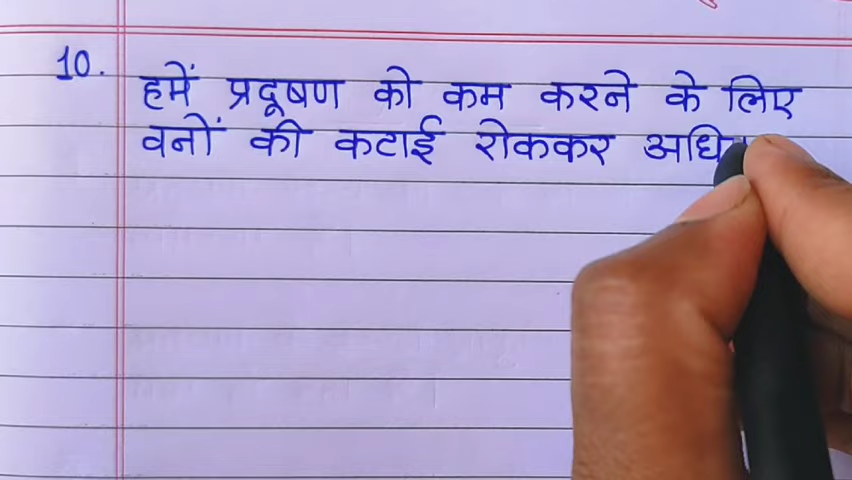 10. हमें प्रदूषण को कम करने के लिए
वनों की कटाई रोककर